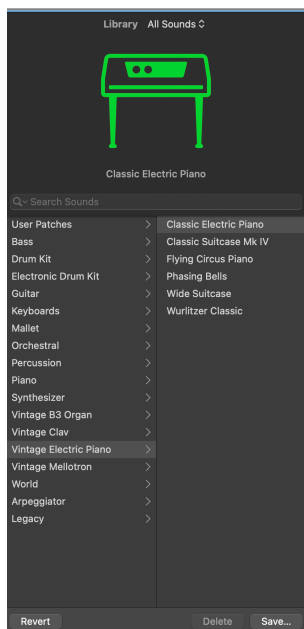 Library All Sounds
Classic Electric Piano
Search Sounds
User Patches
Bass
Drum Kit
Electronic Drum Kit
Guitar
Keyboards
Mallet
Orchestral
Percussion
Piano
Synthesizer
Vintage B3 Organ
Vintage Clav
Vintage Electric Piano
Vintage Mellotron
World
Arpeggiator
Legacy
Classic Electric Piano
Classic Suitcase Mk IV
Flying Circus Piano
Phasing Bells
Wide Suitcase
Wurlitzer Classic
Revert Delete Save...